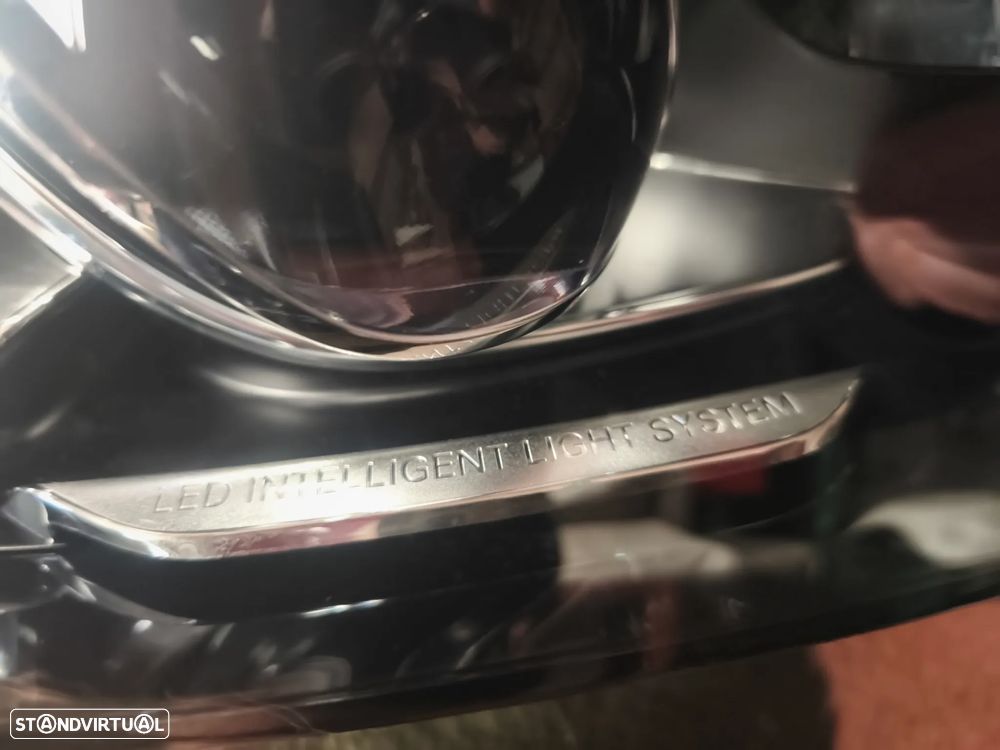 LED INTELLIGENT LIGHT SYSTEM
STANDVIRTUAL